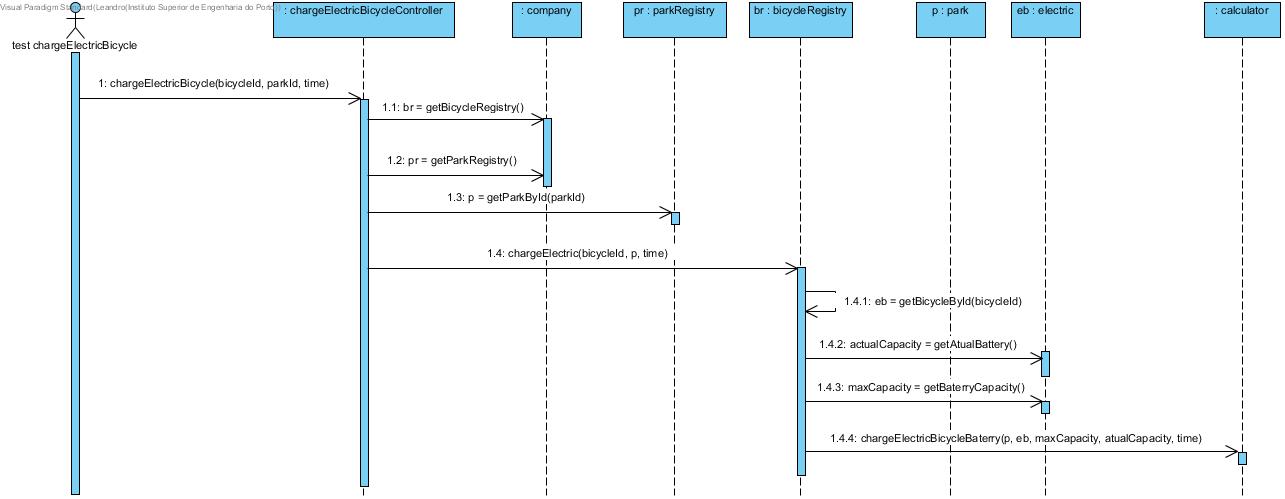 Visual Paradigm Standard(Leandro(Instituto Superior de Engenharia do Porto))
: chargeElectricBicycleController
: company
pr : parkRegistry
br : bicycleRegistry
p : park
eb : electric
: calculator
test chargeElectricBicycle
1: chargeElectricBicycle(bicycleId, parkId, time)
1.1: br = getBicycleRegistry()
1.2: pr = getParkRegistry()
1.3: p = getParkById(parkId)
1.4: chargeElectric(bicycleId, p, time)
1.4.1: eb = getBicycleById(bicycleId)
1.4.2: actualCapacity = getAtualBattery()
1.4.3: maxCapacity = getBaterryCapacity()
1.4.4: chargeElectricBicycleBaterry(p, eb, maxCapacity, atualCapacity, time)